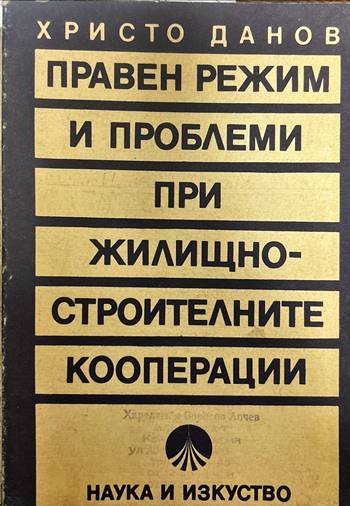 ХРИСТО ДАНОВ
ПРАВЕН РЕЖИМ
И ПРОБЛЕМИ
ПРИ
ЖИЛИЩНО-
СТРОИТЕЛНИТЕ
КООПЕРАЦИИ
НАУКА И ИЗКУСТВО